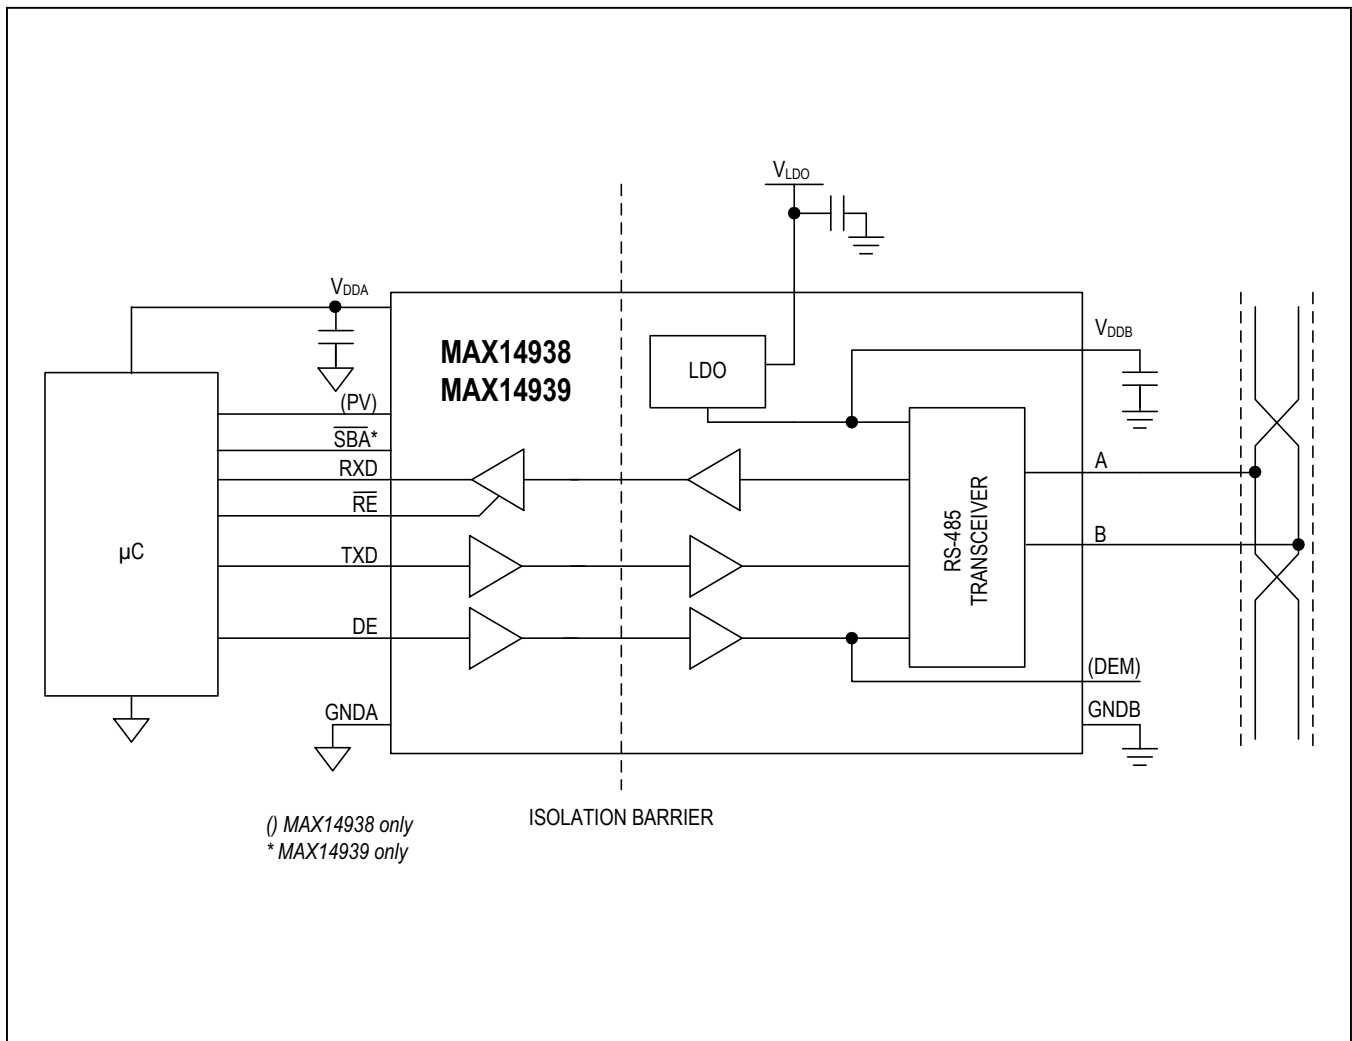 VLDO
VDDA
MAX14938
MAX14939
LDO
VDDB
(PV)
SBA*
RXD
RE
TXD
DE
µC
RS-485
TRANSCEIVER
A
B
(DEM)
GNDA
GNDB
ISOLATION BARRIER
() MAX14938 only
* MAX14939 only